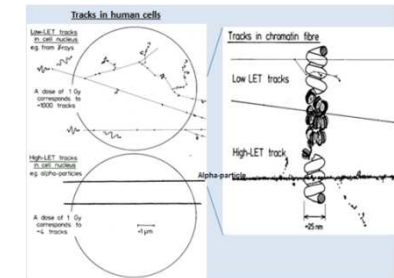 Tracks in human cells
Low-LET tracks
in cell nucleus
e.g. from γ-rays
A dose of 1 Gy
corresponds to
≈1000 tracks
High-LET tracks
in cell nucleus
e.g. alpha-particles
A dose of 1 Gy
corresponds to
≈4 tracks
~1μm
Tracks in chromatin fibre
Low LET tracks
High-LET track
Alpha-particle
≈25 nm